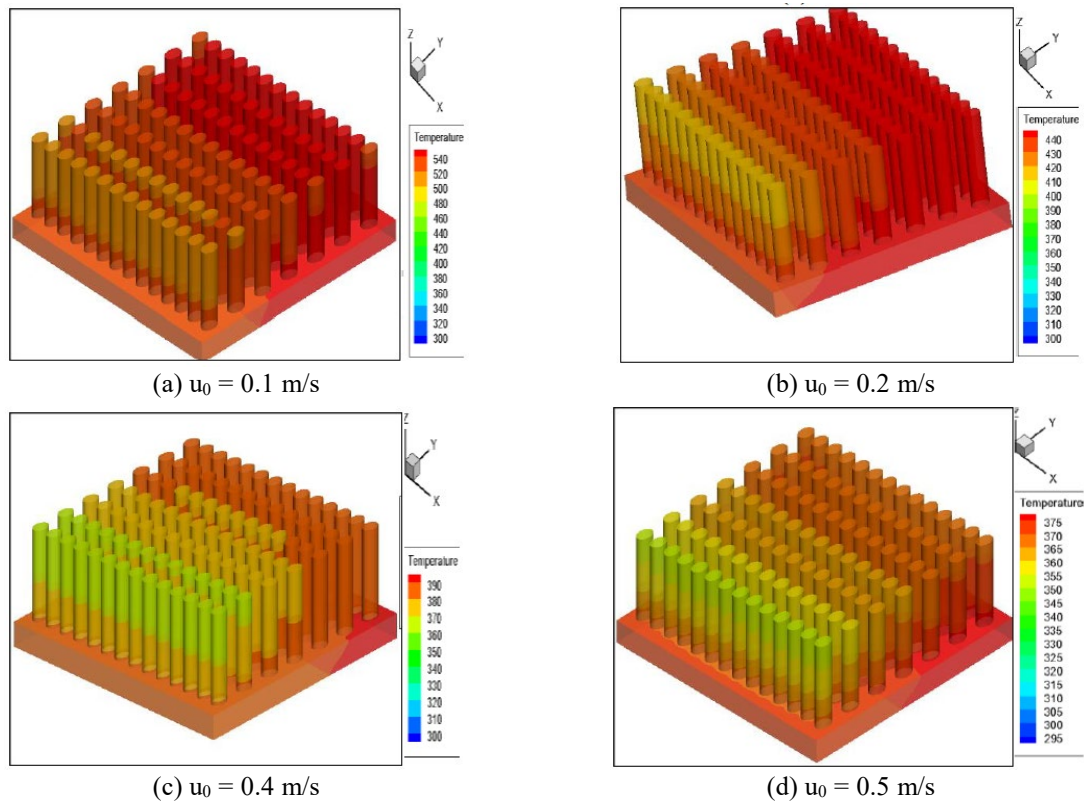 Z
Y
X
Temperature
540
520
500
480
460
440
420
400
380
360
340
320
300
(a) u₀ = 0.1 m/s
Z
Y
X
Temperature
440
430
420
410
400
390
380
370
360
350
340
330
320
310
300
(b) u₀ = 0.2 m/s
Z
Y
X
Temperature
390
380
370
360
350
340
330
320
310
300
(c) u₀ = 0.4 m/s
Y
X
Temperatures
375
370
365
360
355
350
345
340
335
330
325
320
315
310
305
300
295
(d) u₀ = 0.5 m/s